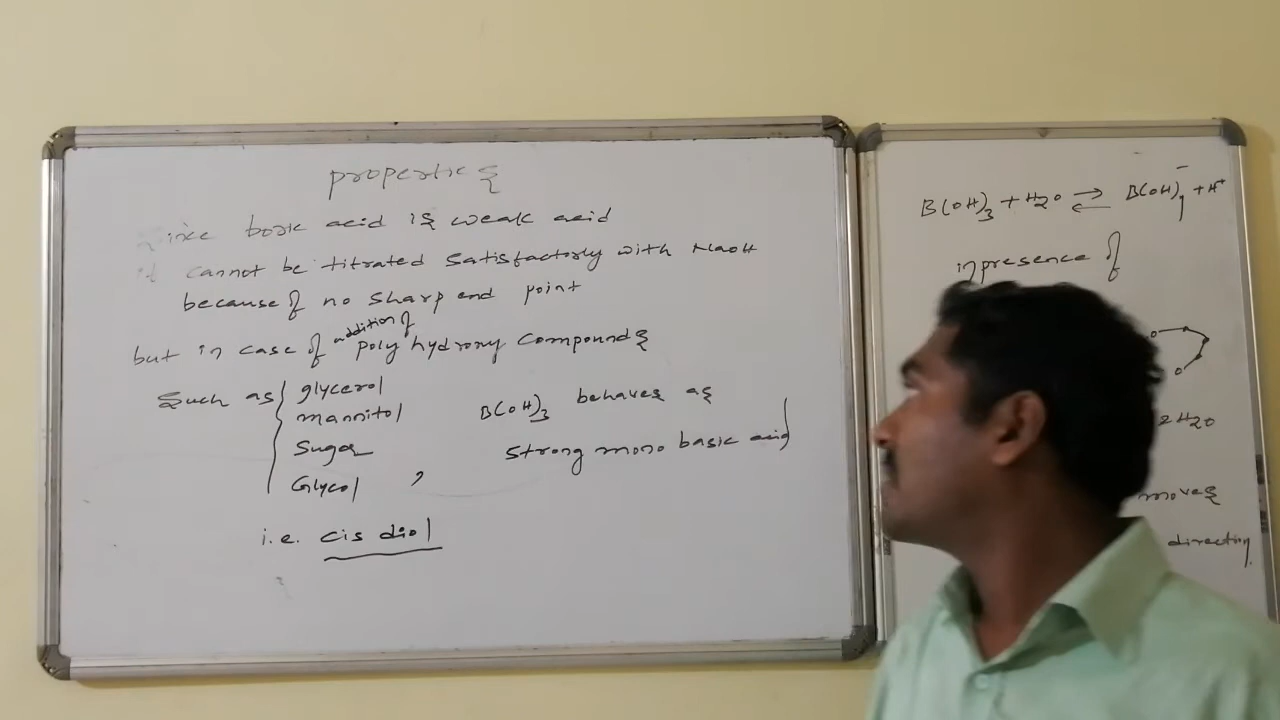 properties
since boric acid is weak acid
it cannot be titrated satisfactorly with NaOH
because of no sharp end point
but in case of addition of poly hydroxy compounds
Such as glycerol
mannitol
Sugar
Glycol,
B(OH)3 behaves as
strong mono basic acid
i.e. cis diol
B(OH)3 + H2O ⇌ B(OH)4- + H+
in presence of
O
O
2H2O
moves
direction